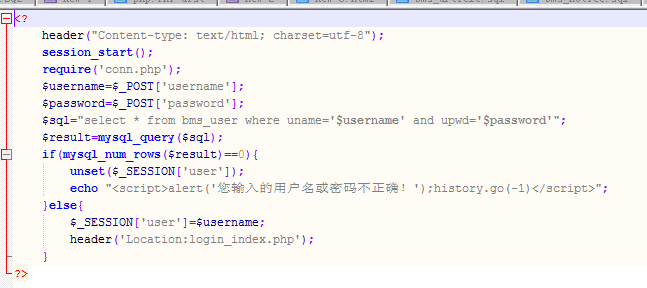 <?
header("Content-type: text/html; charset=utf-8");
session_start();
require('conn.php');
$username=$_POST['username'];
$password=$_POST['password'];
$sql="select * from bms_user where uname='$username' and upwd='$password'";
$result=mysql_query($sql);
if(mysql_num_rows($result)==0){
unset($_SESSION['user']);
echo "<script>alert('您输入的用户名或密码不正确！');history.go(-1)</script>";
}else{
$_SESSION['user']=$username;
header('Location:login_index.php');
}
?>